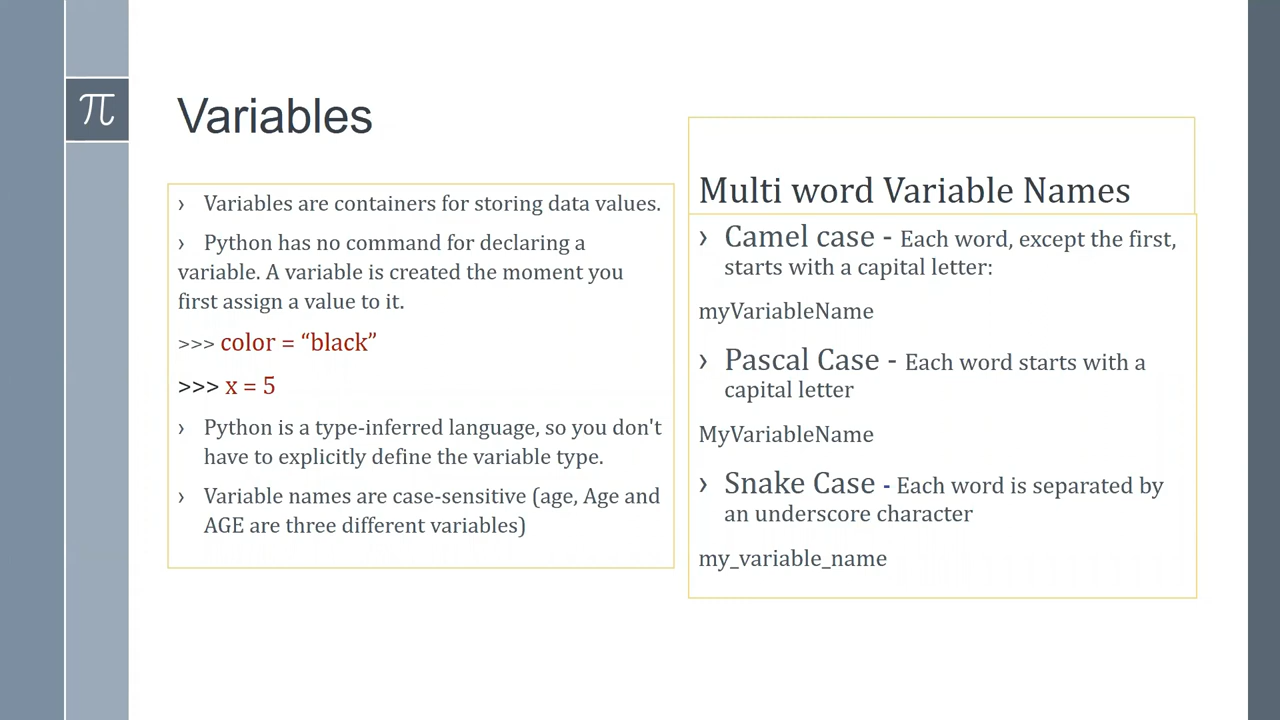 π
Variables
› Variables are containers for storing data values.
› Python has no command for declaring a
variable. A variable is created the moment you
first assign a value to it.
>>> color = “black”
>>> x = 5
› Python is a type-inferred language, so you don't
have to explicitly define the variable type.
› Variable names are case-sensitive (age, Age and
AGE are three different variables)
Multi word Variable Names
› Camel case - Each word, except the first,
starts with a capital letter:
myVariableName
› Pascal Case - Each word starts with a
capital letter
MyVariableName
› Snake Case - Each word is separated by
an underscore character
my_variable_name